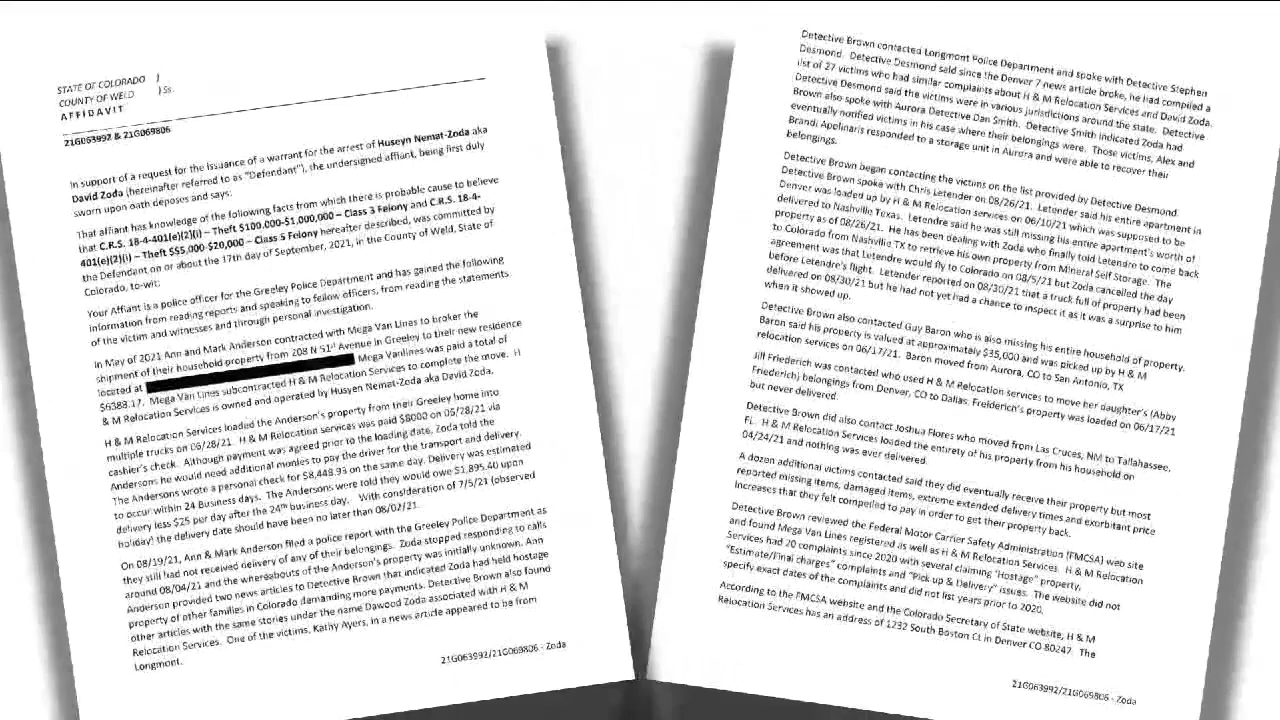 STATE OF COLORADO )
COUNTY OF WELD ) Ss.
AFFIDAVIT
21G063992 & 21G069806
In support of a request for the issuance of a warrant for the arrest of Huseyn Nemat-Zoda aka
David Zoda (hereinafter referred to as "Defendant"), the undersigned affiant, being first duly
sworn upon oath deposes and says:
That affiant has knowledge of the following facts from which there is probable cause to believe
that C.R.S. 18-4-401(e)(2)(i) – Theft $100,000-$1,000,000 – Class 3 Felony and C.R.S. 18-4-
401(e)(2)(i) – Theft $55,000-$20,000 – Class 5 Felony hereafter described, was committed by
the Defendant on or about the 17th day of September, 2021, in the County of Weld, State of
Colorado, to-wit:
Your Affiant is a police officer for the Greeley Police Department and has gained the following
information from reading reports and speaking to fellow officers, from reading the statements
of the victim and witnesses and through personal investigation.
In May of 2021 Ann and Mark Anderson contracted with Mega Van Lines to broker the
shipment of their household property from 208 N 51st Avenue in Greeley to their new residence
located at Mega Vanlines was paid a total of
$6388.17. Mega Van Lines subcontracted H & M Relocation Services to complete the move. H
& M Relocation Services is owned and operated by Husyen Nemat-Zoda aka David Zoda.
H & M Relocation Services loaded the Anderson's property from their Greeley home into
multiple trucks on 06/28/21. H & M Relocation services was paid $8000 on 06/28/21 via
cashier's check. Although payment was agreed prior to the loading date, Zoda told the
Andersons he would need additional monies to pay the driver for the transport and delivery.
The Andersons wrote a personal check for $8,448.93 on the same day. Delivery was estimated
to occur within 24 Business days. The Andersons were told they would owe $1,895.40 upon
delivery less $25 per day after the 24th business day. With consideration of 7/5/21 (observed
holiday) the delivery date should have been no later than 08/02/21.
On 08/19/21, Ann & Mark Anderson filed a police report with the Greeley Police Department as
they still had not received delivery of any of their belongings. Zoda stopped responding to calls
around 08/04/21 and the whereabouts of the Anderson's property was initially unknown. Ann
Anderson provided two news articles to Detective Brown that indicated Zoda had held hostage
property of other families in Colorado demanding more payments. Detective Brown also found
other articles with the same stories under the name Dawood Zoda associated with H & M
Relocation Services. One of the victims, Kathy Ayers, in a news article appeared to be from
Longmont.
21G063992/21G069806 - Zoda
Detective Brown contacted Longmont Police Department and spoke with Detective Stephen
Desmond. Detective Desmond said since the Denver 7 news article broke, he had compiled a
list of 27 victims who had similar complaints about H & M Relocation Services and David Zoda.
Detective Desmond said the victims were in various jurisdictions around the state. Detective
Brown also spoke with Aurora Detective Dan Smith. Detective Smith indicated Zoda had
eventually notified victims in his case where their belongings were. Those victims, Alex and
Brandi Apolinaris responded to a storage unit in Aurora and were able to recover their
belongings.
Detective Brown began contacting the victims on the list provided by Detective Desmond.
Detective Brown spoke with Chris Letender on 08/26/21. Letender said his entire apartment in
Denver was loaded up by H & M Relocation services on 06/10/21 which was supposed to be
delivered to Nashville Texas. Letendre said he was still missing his entire apartment's worth of
property as of 08/26/21. He has been dealing with Zoda who finally told Letendre to come back
to Colorado from Nashville TX to retrieve his own property from Mineral Self Storage. The
agreement was that Letendre would fly to Colorado on 08/5/21 but Zoda cancelled the day
before Letendre's flight. Letender reported on 08/30/21 that a truck full of property had been
delivered on 08/30/21 but he had not yet had a chance to inspect it as it was a surprise to him
when it showed up.
Detective Brown also contacted Guy Baron who is also missing his entire household of property.
Baron said his property is valued at approximately $35,000 and was picked up by H & M
relocation services on 06/17/21. Baron moved from Aurora, CO to San Antonio, TX
Jill Friederich was contacted who used H & M Relocation services to move her daughter's (Abby
Friederich) belongings from Denver, CO to Dallas. Freiderich's property was loaded on 06/17/21
but never delivered.
Detective Brown did also contact Joshua Flores who moved from Las Cruces, NM to Tallahassee,
FL. H & M Relocation Services loaded the entirety of his property from his household on
04/24/21 and nothing was ever delivered.
A dozen additional victims contacted said they did eventually receive their property but most
reported missing items, damaged items, extreme extended delivery times and exorbitant price
increases that they felt compelled to pay in order to get their property back.
Detective Brown reviewed the Federal Motor Carrier Safety Administration (FMCSA) web site
and found Mega Van Lines registered as well as H & M Relocation Services. H & M Relocation
Services had 20 complaints since 2020 with several claiming "Hostage" property,
"Estimate/Final charges" complaints and "Pick up & Delivery" issues. The website did not
specify exact dates of the complaints and did not list years prior to 2020.
According to the FMCSA website and the Colorado Secretary of State website, H & M
Relocation Services has an address of 1232 South Boston Ct in Denver CO 80247. The
21G063992/21G069806 - Zoda